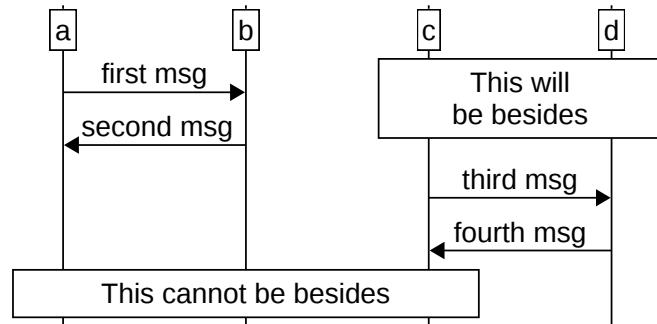 a
b
c
d
first msg
This will
be besides
second msg
third msg
fourth msg
This cannot be besides